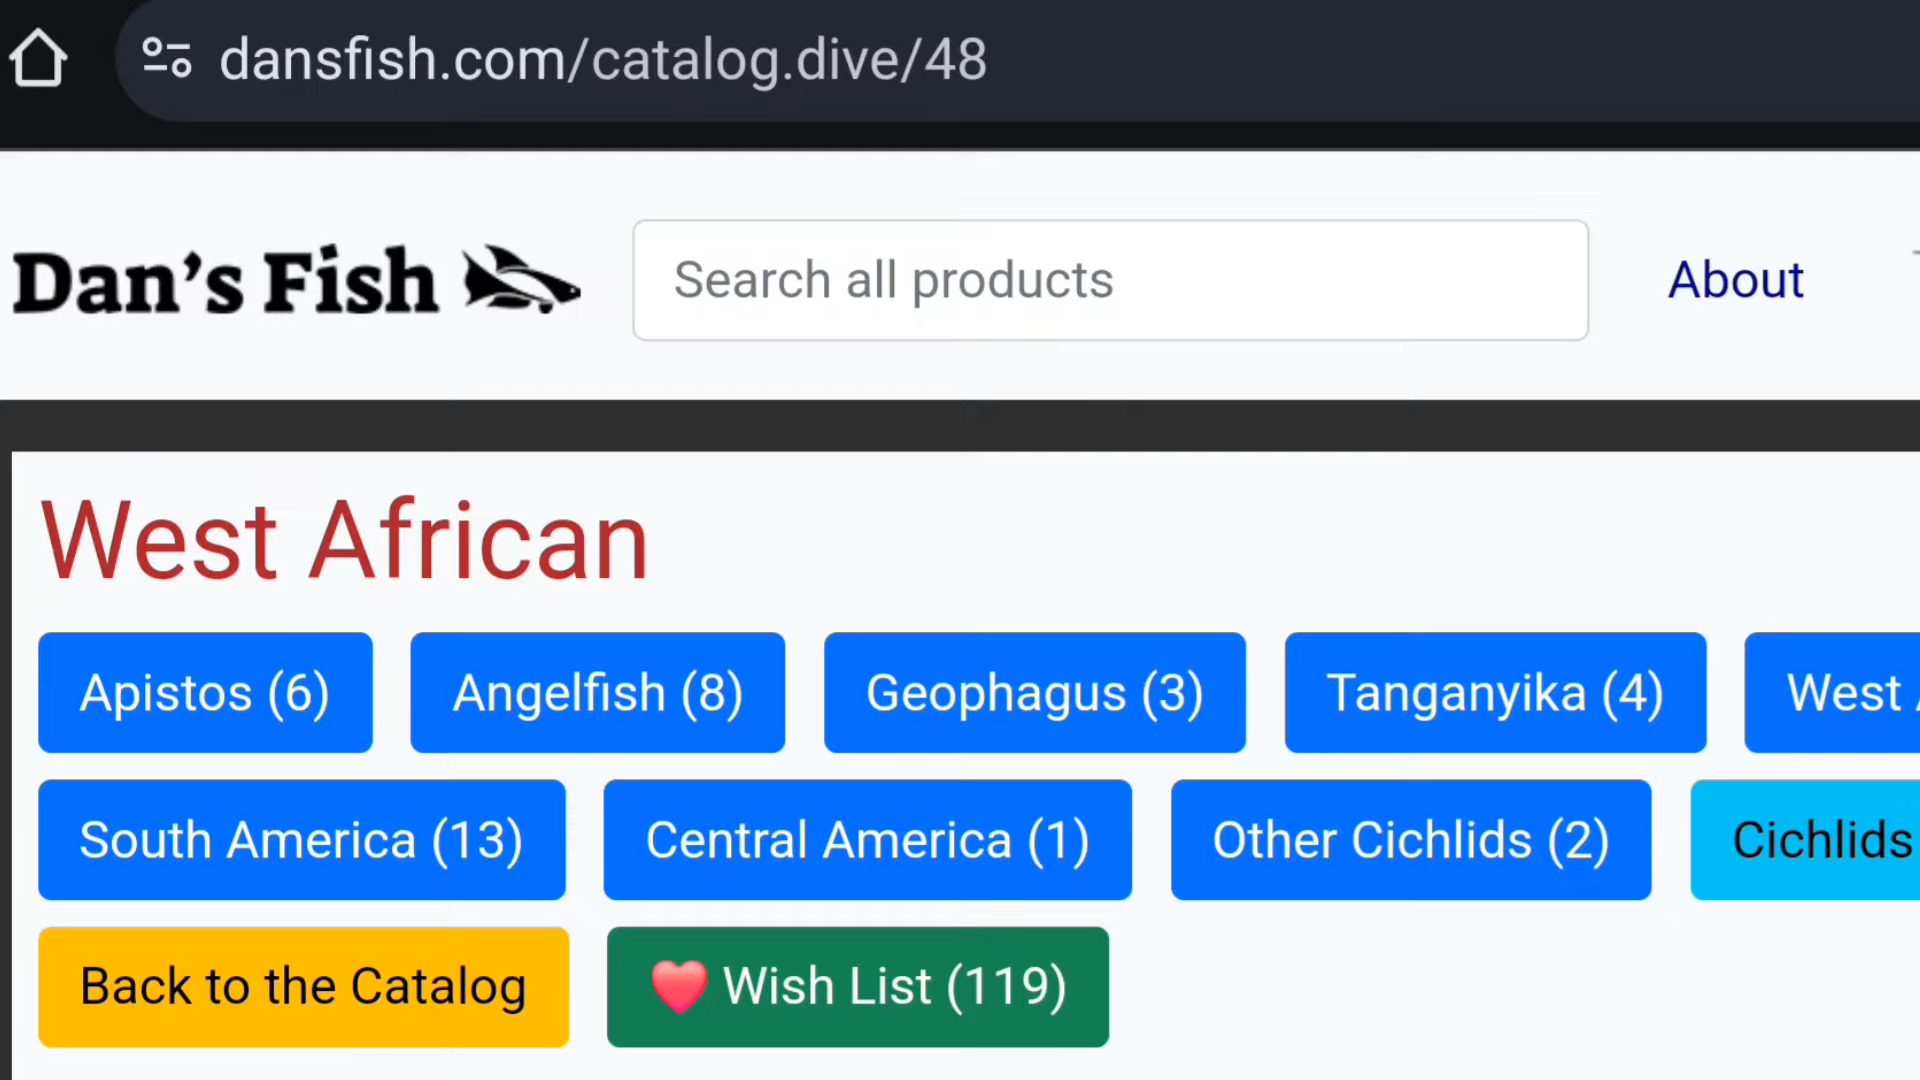 dansfish.com/catalog.dive/48
Dan's Fish
Search all products
About
West African
Apistos (6)
Angelfish (8)
Geophagus (3)
Tanganyika (4)
West
South America (13)
Central America (1)
Other Cichlids (2)
Cichlids
Back to the Catalog
Wish List (119)